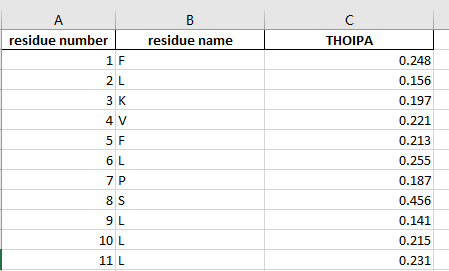 A B C
residue number residue name THOIPA
1 F 0.248
2 L 0.156
3 K 0.197
4 V 0.221
5 F 0.213
6 L 0.255
7 P 0.187
8 S 0.456
9 L 0.141
10 L 0.215
11 L 0.231